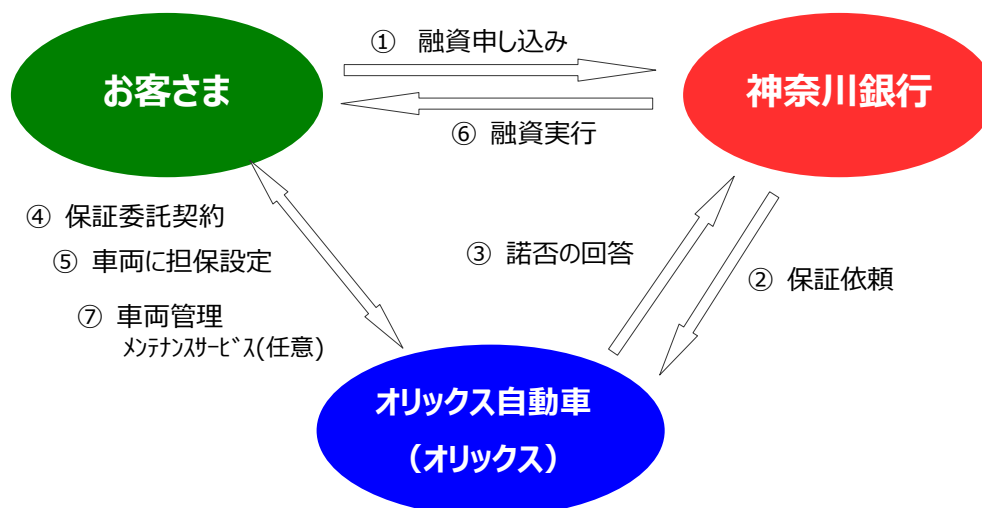 ① 融資申し込み
お客さま
神奈川銀行
⑥ 融資実行
④ 保証委託契約
⑤ 車両に担保設定
③ 諾否の回答
② 保証依頼
⑦ 車両管理
ﾒﾝﾃﾅﾝｽｻｰﾋﾞｽ(任意)
オリックス自動車
（オリックス）